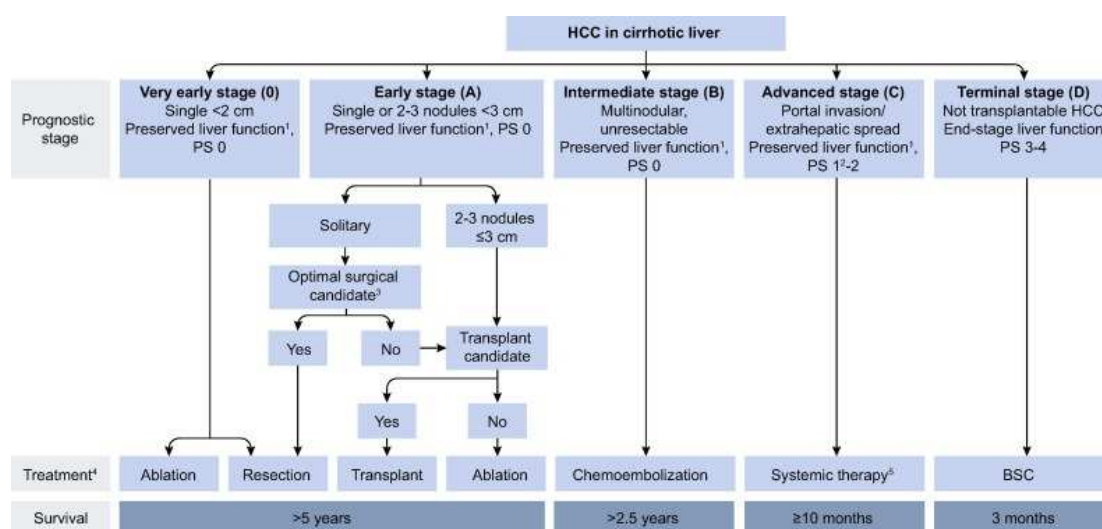 HCC in cirrhotic liver
Prognostic
stage
Very early stage (0)
Single <2 cm
Preserved liver function¹,
PS 0
Early stage (A)
Single or 2-3 nodules <3 cm
Preserved liver function¹, PS 0
Intermediate stage (B)
Multinodular,
unresectable
Preserved liver function¹,
PS 0
Advanced stage (C)
Portal invasion/
extrahepatic spread
Preserved liver function¹,
PS 1²-2
Terminal stage (D)
Not transplantable HCC
End-stage liver function
PS 3-4
Solitary
2-3 nodules
≤3 cm
Optimal surgical
candidate³
Yes
No
Transplant
candidate
Yes
No
Treatment⁴
Ablation
Resection
Transplant
Ablation
Chemoembolization
Systemic therapy⁵
BSC
Survival
>5 years
>2.5 years
≥10 months
3 months